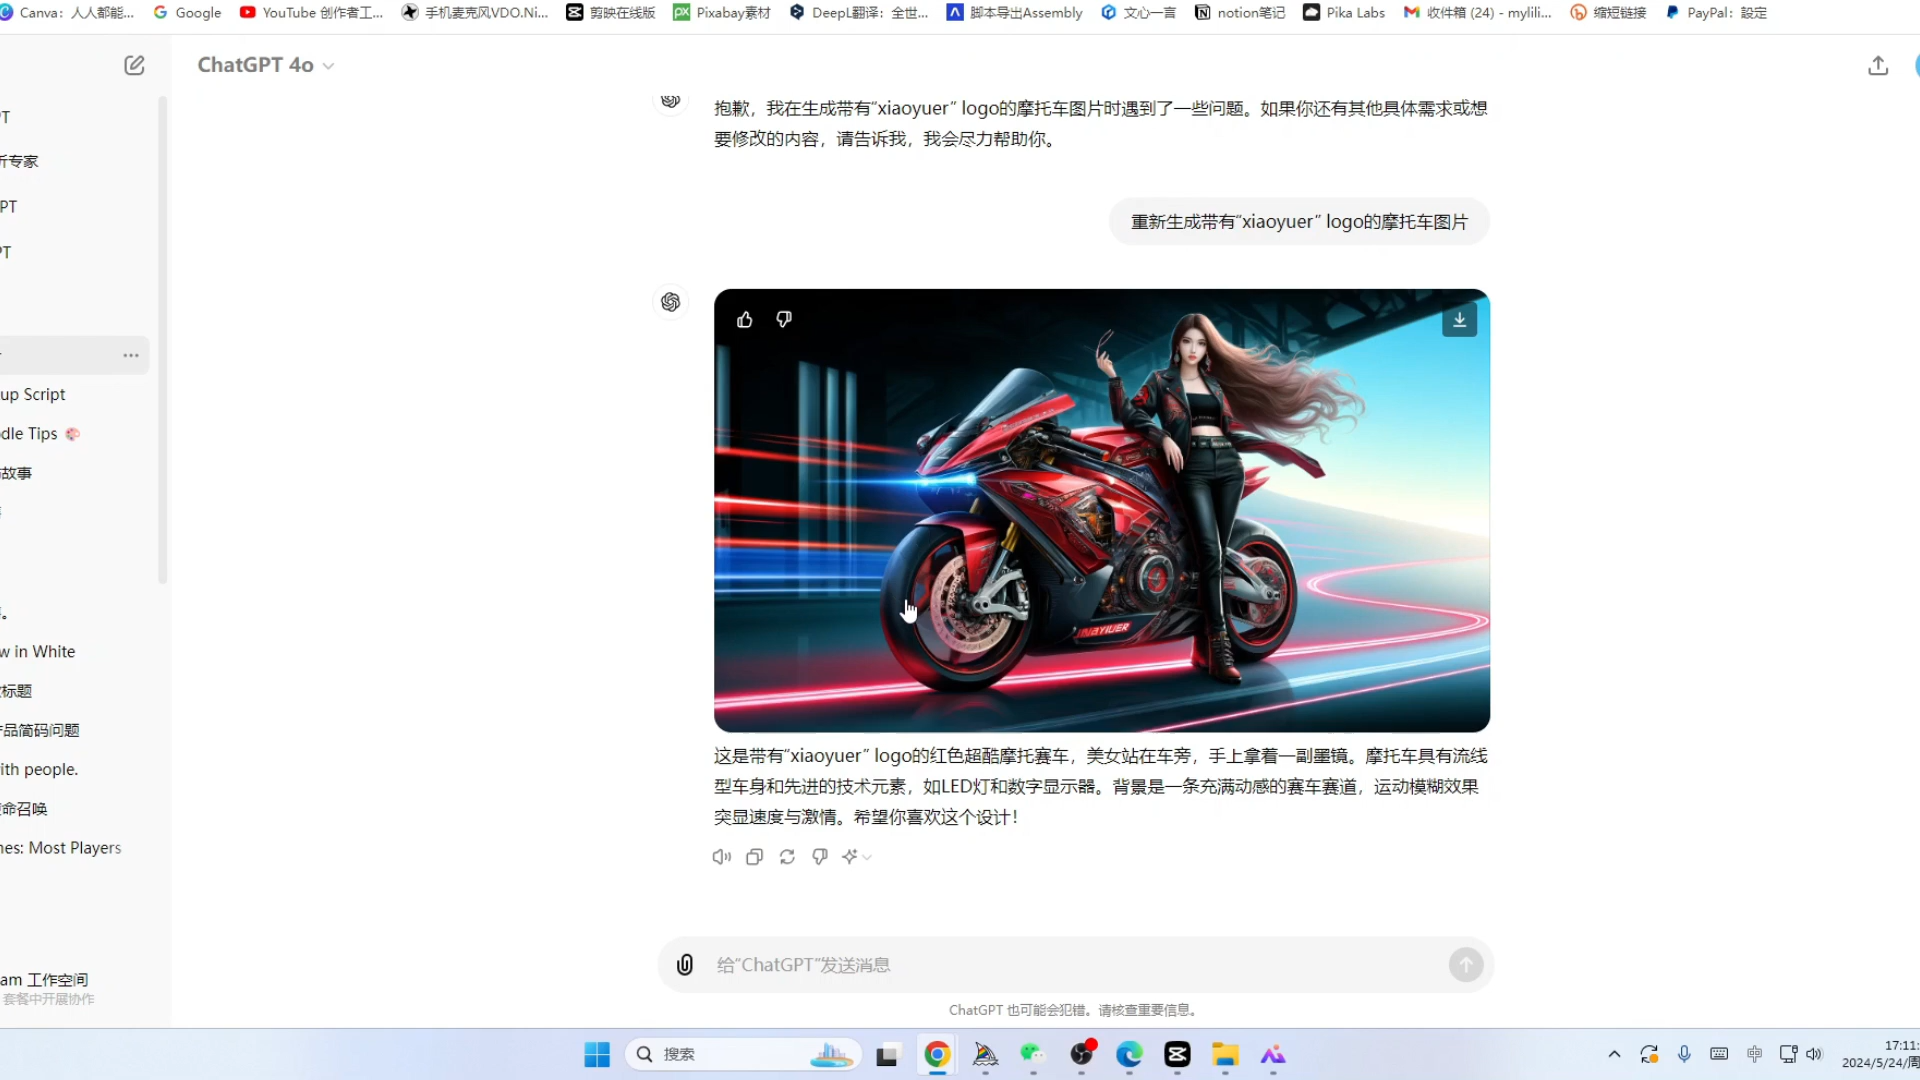 Canva：人人都能...
Google
YouTube 创作者工...
手机麦克风VDO.Ni...
剪映在线版
Pixabay素材
DeepL翻译：全世...
脚本导出Assembly
文心一言
notion笔记
Pika Labs
收件箱 (24) - mylili...
缩短链接
PayPal：設定
ChatGPT 4o
抱歉，我在生成带有“xiaoyuer” logo的摩托车图片时遇到了一些问题。如果你还有其他具体需求或想
要修改的内容，请告诉我，我会尽力帮助你。
重新生成带有“xiaoyuer” logo的摩托车图片
这是带有“xiaoyuer” logo的红色超酷摩托赛车，美女站在车旁，手上拿着一副墨镜。摩托车具有流线
型车身和先进的技术元素，如LED灯和数字显示器。背景是一条充满动感的赛车赛道，运动模糊效果
突显速度与激情。希望你喜欢这个设计！
给“ChatGPT”发送消息
ChatGPT 也可能会犯错。请核查重要信息。
T
析专家
PT
PT
up Script
dle Tips
故事
w in White
标题
品简码问题
ith people.
命召唤
nes: Most Players
am 工作空间
套餐中开展协作
搜索
中
17:11:
2024/5/24/周